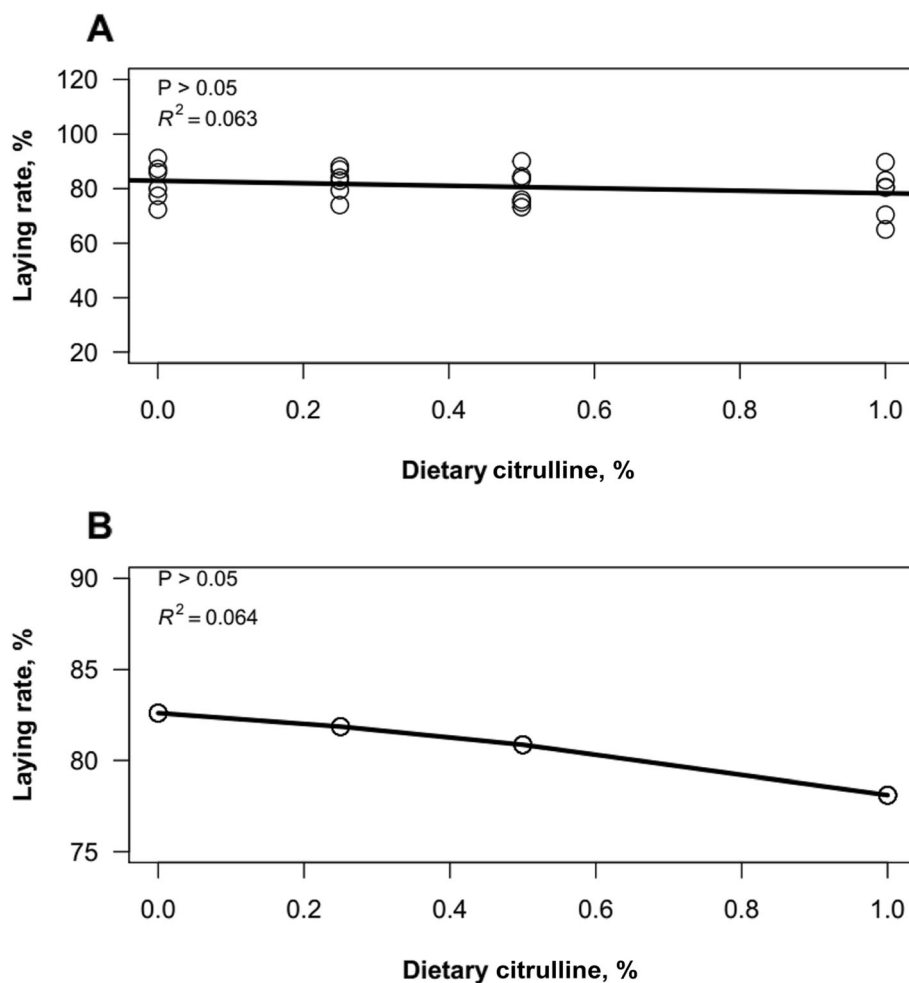 A
P > 0.05
R² = 0.063
Laying rate, %
120
100
80
60
40
20
0.0 0.2 0.4 0.6 0.8 1.0
Dietary citrulline, %
B
P > 0.05
R² = 0.064
Laying rate, %
90
85
80
75
0.0 0.2 0.4 0.6 0.8 1.0
Dietary citrulline, %